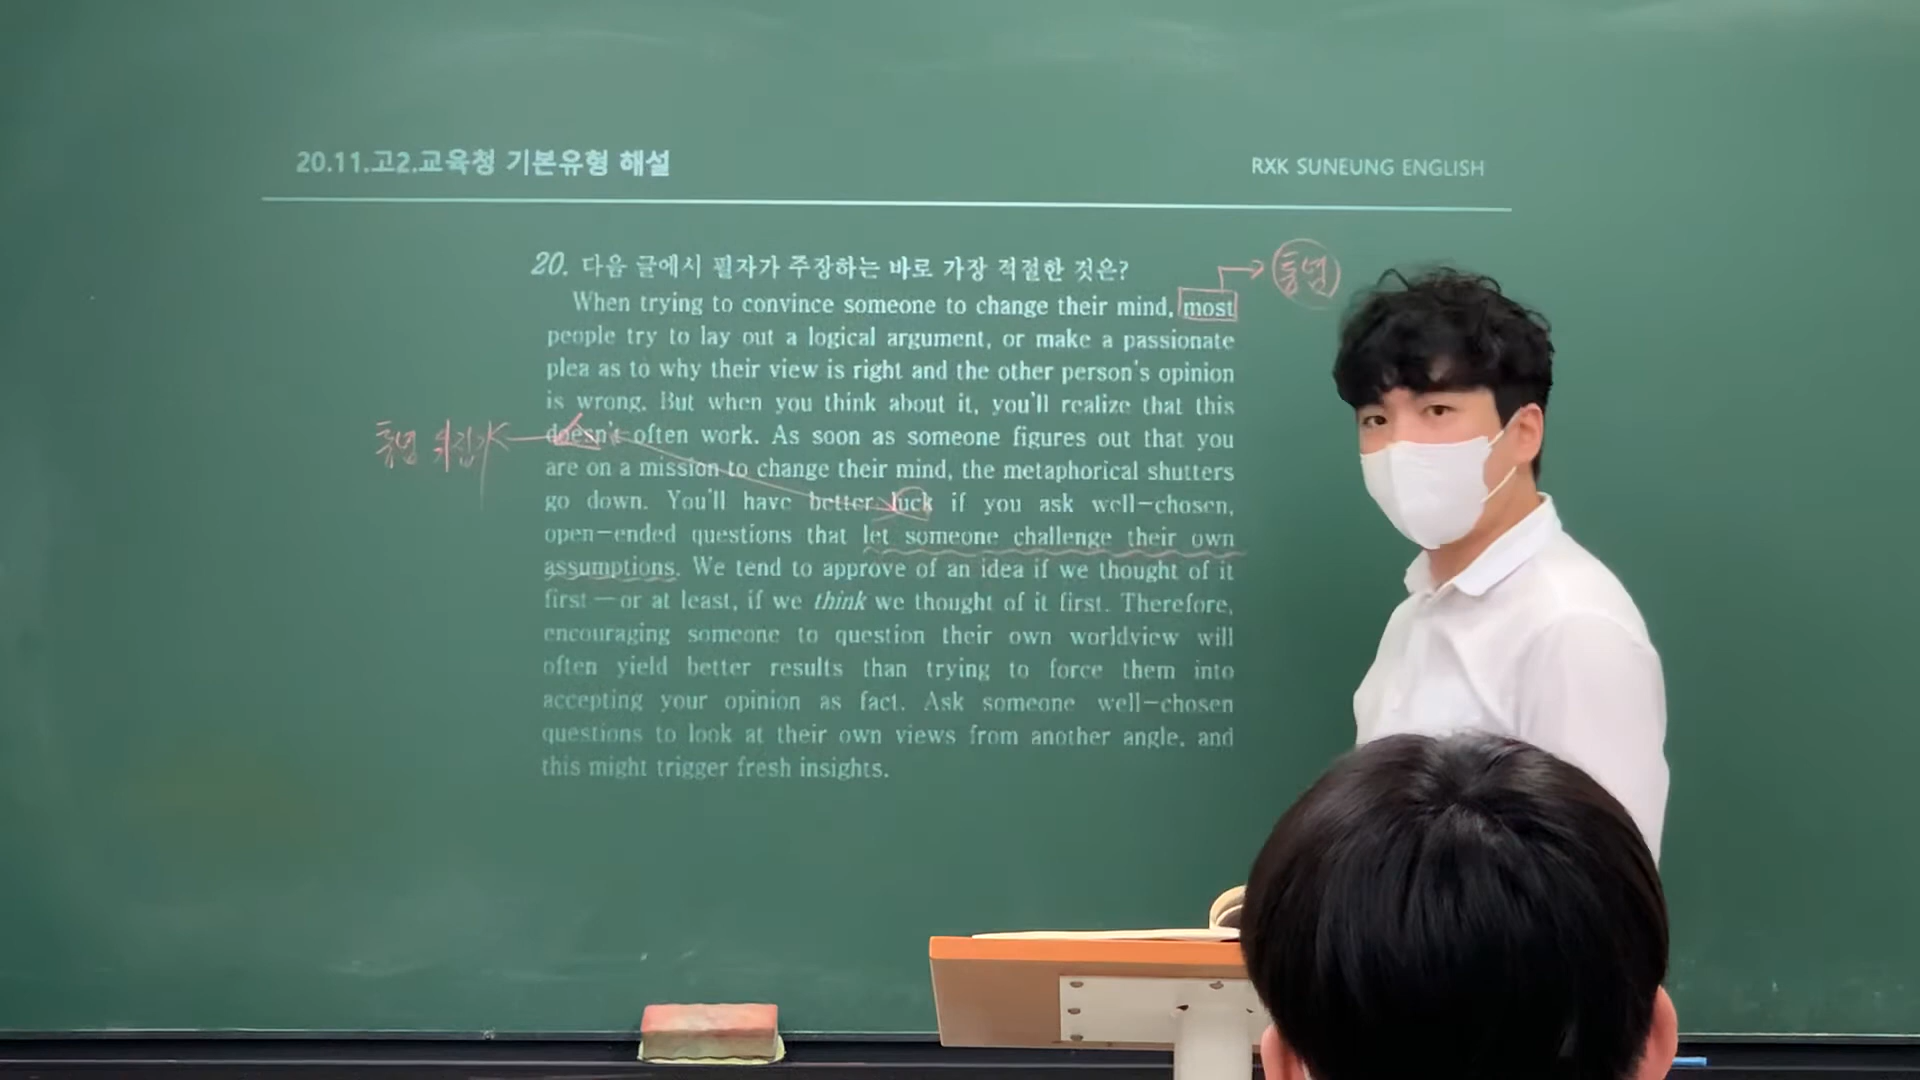 20.11.고2.교육청 기본유형 해설
RXK SUNEUNG ENGLISH
20. 다음 글에서 필자가 주장하는 바로 가장 적절한 것은?
통념
When trying to convince someone to change their mind, most
people try to lay out a logical argument, or make a passionate
plea as to why their view is right and the other person's opinion
is wrong. But when you think about it, you'll realize that this
통념 뒤집기
doesn't often work. As soon as someone figures out that you
are on a mission to change their mind, the metaphorical shutters
go down. You'll have better luck if you ask well-chosen,
open-ended questions that let someone challenge their own
assumptions. We tend to approve of an idea if we thought of it
first—or at least, if we think we thought of it first. Therefore,
encouraging someone to question their own worldview will
often yield better results than trying to force them into
accepting your opinion as fact. Ask someone well-chosen
questions to look at their own views from another angle, and
this might trigger fresh insights.